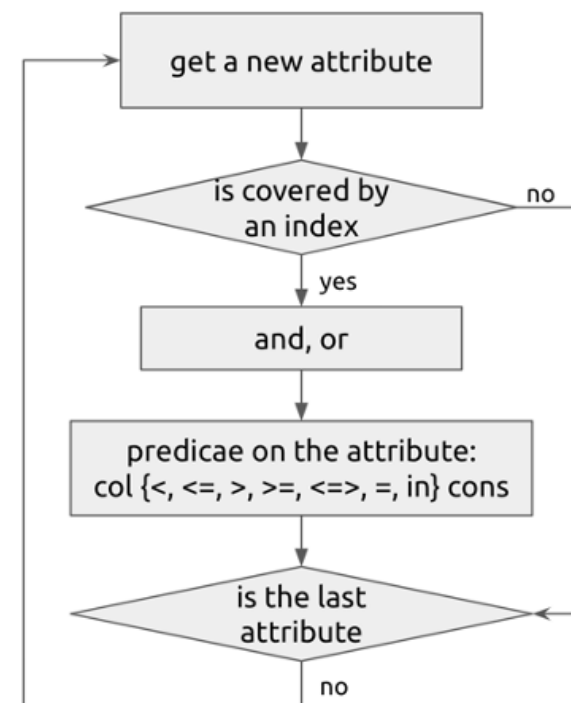 get a new attribute
is covered by
an index
no
yes
and, or
predicae on the attribute:
col {<, <=, >, >=, <=>, =, in} cons
is the last
attribute
no